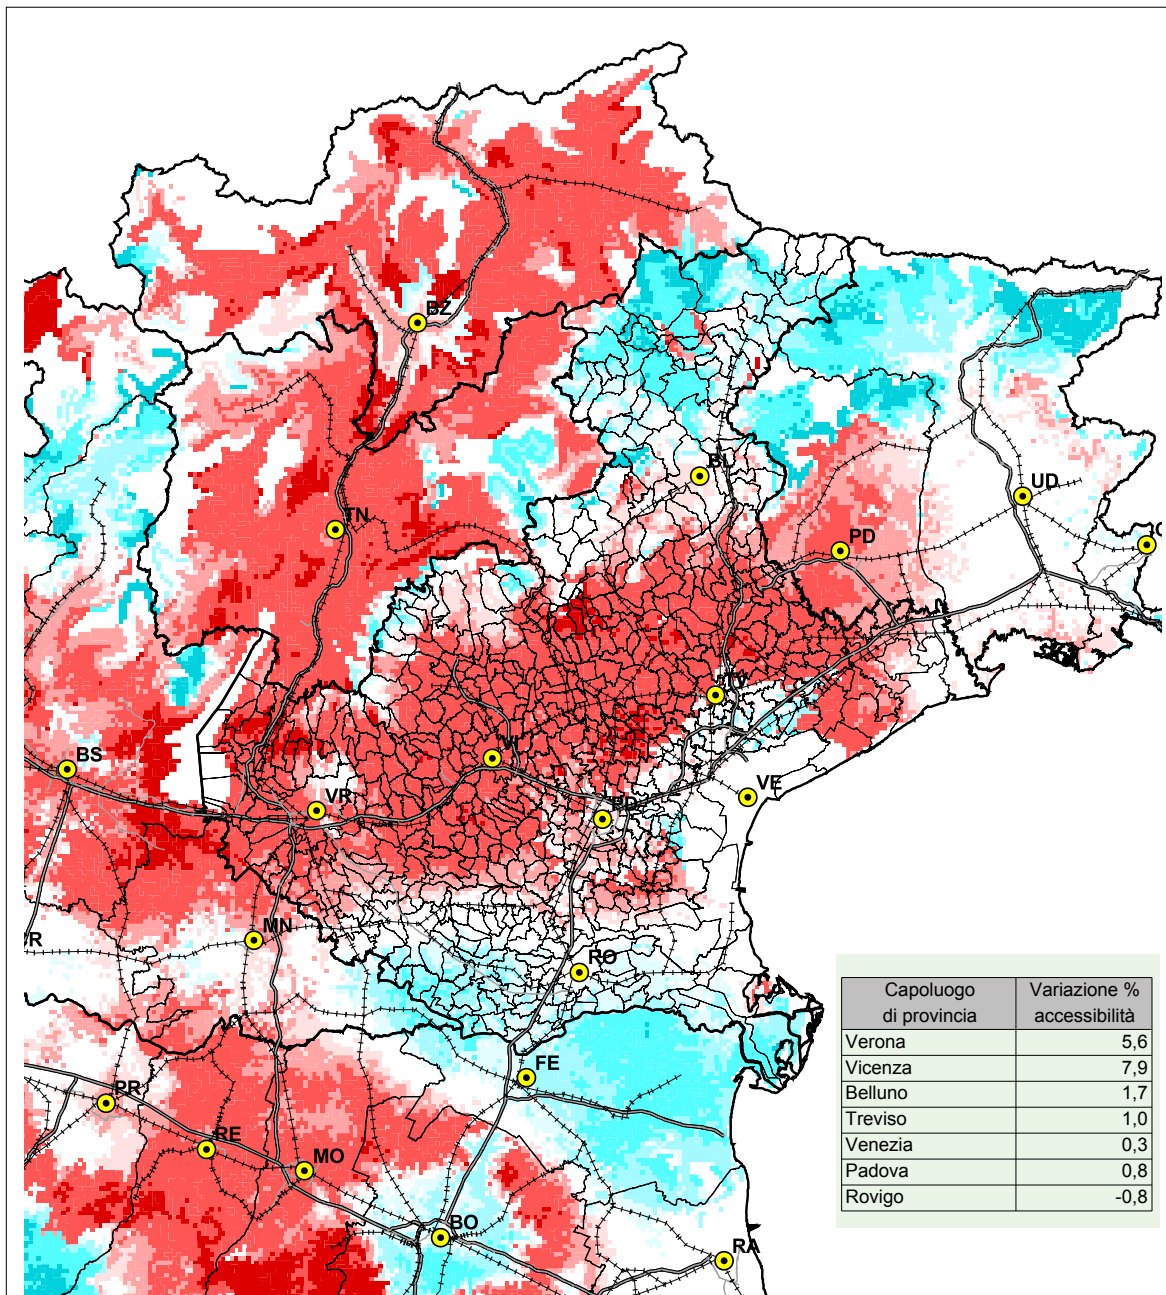 BZ
TN
BL
UD
PD
TV
BS
VR
VI
PD
VE
MN
RO
FE
PR
RE
MO
BO
RA
Capoluogo di provincia
Variazione % accessibilità
Verona 5,6
Vicenza 7,9
Belluno 1,7
Treviso 1,0
Venezia 0,3
Padova 0,8
Rovigo -0,8